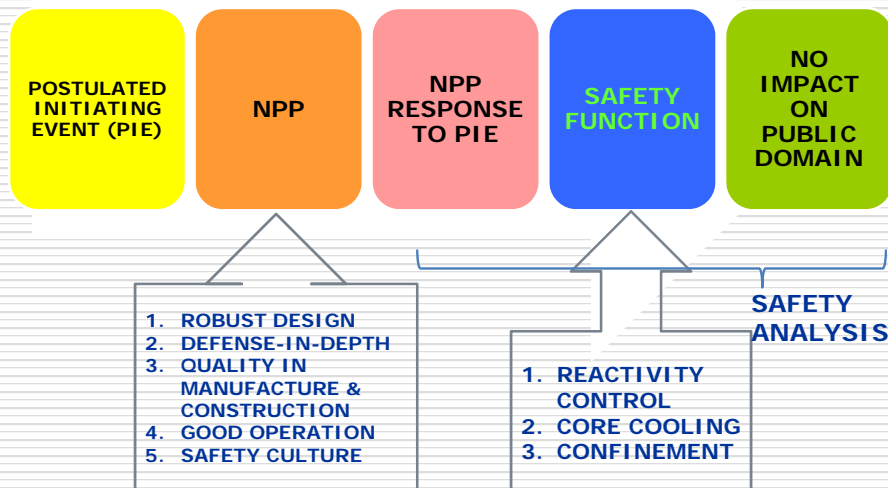 POSTULATED
INITIATING
EVENT (PIE)
NPP
NPP
RESPONSE
TO PIE
SAFETY
FUNCTION
NO
IMPACT
ON
PUBLIC
DOMAIN
1. ROBUST DESIGN
2. DEFENSE-IN-DEPTH
3. QUALITY IN
MANUFACTURE &
CONSTRUCTION
4. GOOD OPERATION
5. SAFETY CULTURE
1. REACTIVITY
CONTROL
2. CORE COOLING
3. CONFINEMENT
SAFETY
ANALYSIS